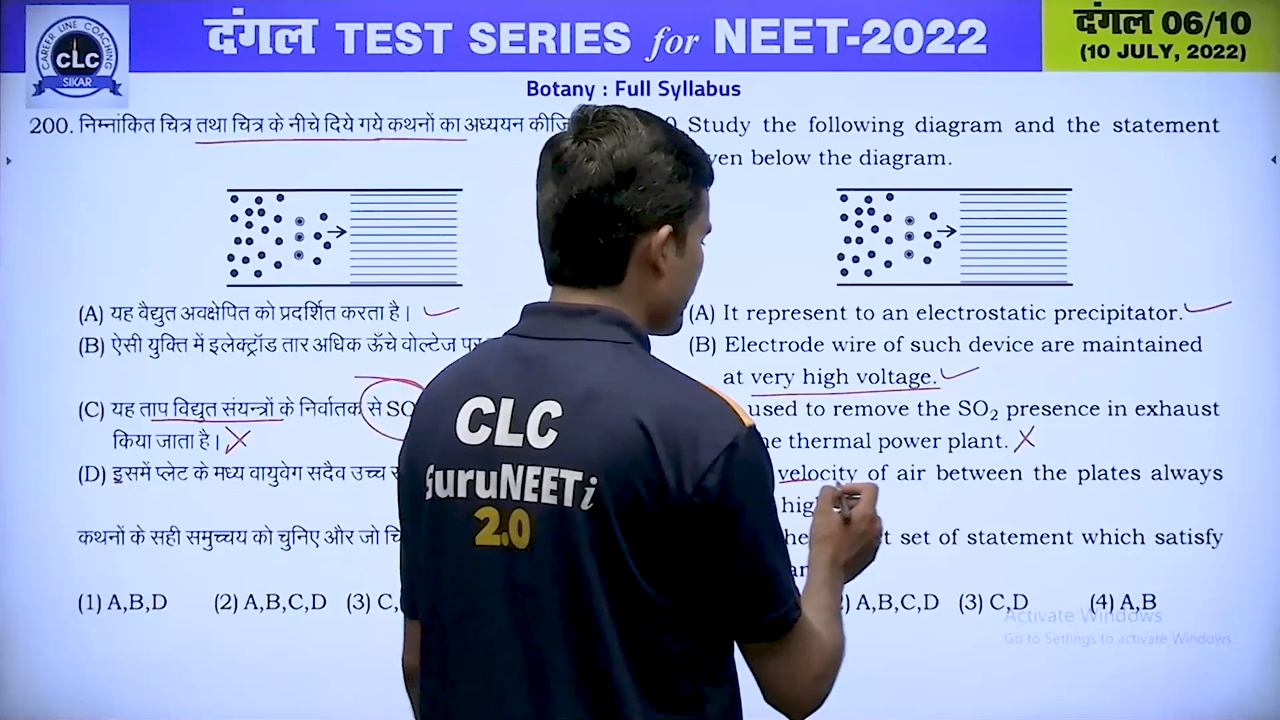 CAREER LINE COACHING
CLC
SIKAR
दंगल TEST SERIES for NEET-2022
दंगल 06/10
(10 JULY, 2022)
Botany : Full Syllabus
200. निम्नांकित चित्र तथा चित्र के नीचे दिये गये कथनों का अध्ययन
Study the following diagram and the statement
below the diagram.
(A) यह वैद्युत अवक्षेपित को प्रदर्शित करता है।
(A) It represent to an electrostatic precipitator.
(B) ऐसी युक्ति में इलेक्ट्रॉड तार अधिक ऊँचे वोल्टेज पर
(B) Electrode wire of such device are maintained
at very high voltage.
(C) यह ताप विद्युत संयन्त्रों के निर्वातक से
used to remove the SO₂ presence in exhaust
किया जाता है।
thermal power plant.
(D) इसमें प्लेट के मध्य वायुवेग सदैव उच्च
velocity of air between the plates always
कथनों के सही समुच्चय को चुनिए और जो
set of statement which satisfy
(1) A,B,D (2) A,B,C,D (3)
A,B,C,D (3) C,D (4) A,B
Activate Windows
Go to Settings to activate Windows.
CLC
GuruNEETi
2.0